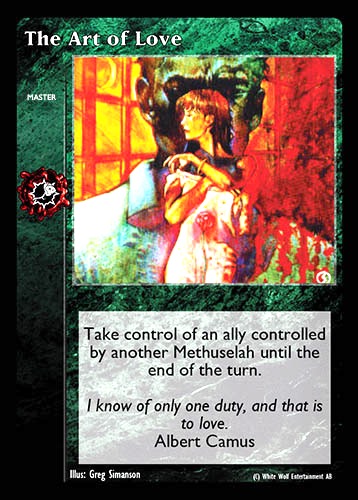 The Art of Love
MASTER
Take control of an ally controlled
by another Methuselah until the
end of the turn.
I know of only one duty, and that is
to love.
Albert Camus
Illus: Greg Simanson
(C) White Wolf Entertainment AB